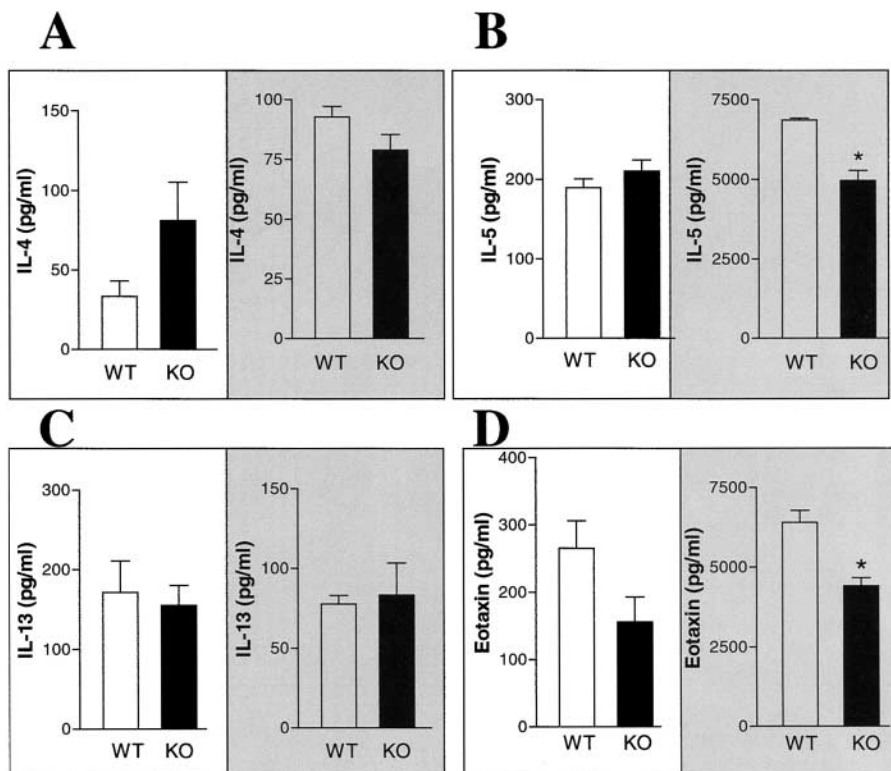 A
B
IL-4 (pg/ml)
150
100
50
0
WT KO
IL-4 (pg/ml)
100
75
50
25
0
WT KO
IL-5 (pg/ml)
300
200
100
0
WT KO
IL-5 (pg/ml)
7500
5000
2500
0
*
WT KO
C
D
IL-13 (pg/ml)
300
200
100
0
WT KO
IL-13 (pg/ml)
150
100
50
0
WT KO
Eotaxin (pg/ml)
400
300
200
100
0
WT KO
Eotaxin (pg/ml)
7500
5000
2500
0
*
WT KO